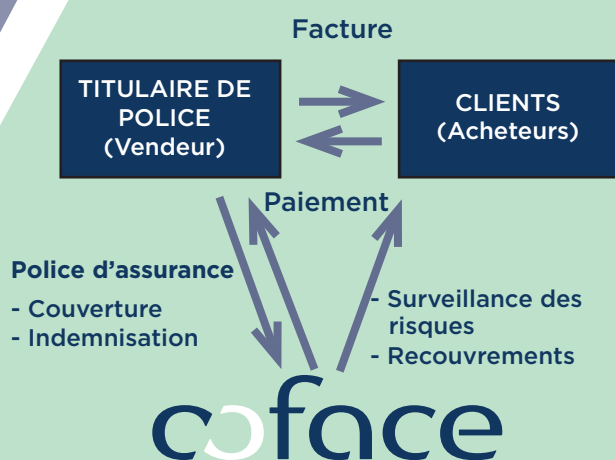 Facture
TITULAIRE DE
POLICE
(Vendeur)
CLIENTS
(Acheteurs)
Paiement
Police d'assurance
- Couverture
- Indemnisation
- Surveillance des
risques
- Recouvrements
coface